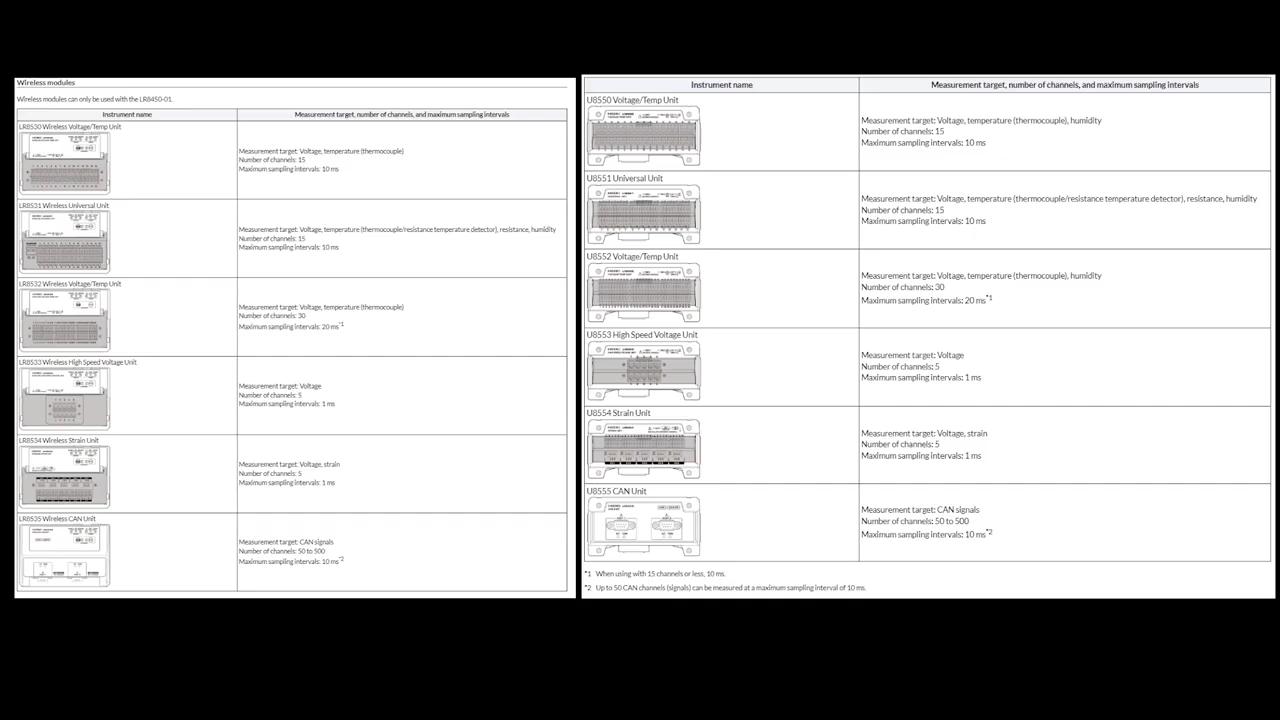 Wireless modules
Wireless modules can only be used with the LR8450-01.
Instrument name
Measurement target, number of channels, and maximum sampling intervals
LR8530 Wireless Voltage/Temp Unit
Measurement target: Voltage, temperature (thermocouple)
Number of channels: 15
Maximum sampling intervals: 10 ms
LR8531 Wireless Universal Unit
Measurement target: Voltage, temperature (thermocouple/resistance temperature detector), resistance, humidity
Number of channels: 15
Maximum sampling intervals: 10 ms
LR8532 Wireless Voltage/Temp Unit
Measurement target: Voltage, temperature (thermocouple)
Number of channels: 30
Maximum sampling intervals: 20 ms*1
LR8533 Wireless High Speed Voltage Unit
Measurement target: Voltage
Number of channels: 5
Maximum sampling intervals: 1 ms
LR8534 Wireless Strain Unit
Measurement target: Voltage, strain
Number of channels: 5
Maximum sampling intervals: 1 ms
LR8535 Wireless CAN Unit
Measurement target: CAN signals
Number of channels: 50 to 500
Maximum sampling intervals: 10 ms*2
Instrument name
Measurement target, number of channels, and maximum sampling intervals
U8550 Voltage/Temp Unit
Measurement target: Voltage, temperature (thermocouple), humidity
Number of channels: 15
Maximum sampling intervals: 10 ms
U8551 Universal Unit
Measurement target: Voltage, temperature (thermocouple/resistance temperature detector), resistance, humidity
Number of channels: 15
Maximum sampling intervals: 10 ms
U8552 Voltage/Temp Unit
Measurement target: Voltage, temperature (thermocouple), humidity
Number of channels: 30
Maximum sampling intervals: 20 ms*1
U8553 High Speed Voltage Unit
Measurement target: Voltage
Number of channels: 5
Maximum sampling intervals: 1 ms
U8554 Strain Unit
Measurement target: Voltage, strain
Number of channels: 5
Maximum sampling intervals: 1 ms
U8555 CAN Unit
Measurement target: CAN signals
Number of channels: 50 to 500
Maximum sampling intervals: 10 ms*2
*1 When using with 15 channels or less, 10 ms.
*2 Up to 50 CAN channels (signals) can be measured at a maximum sampling interval of 10 ms.